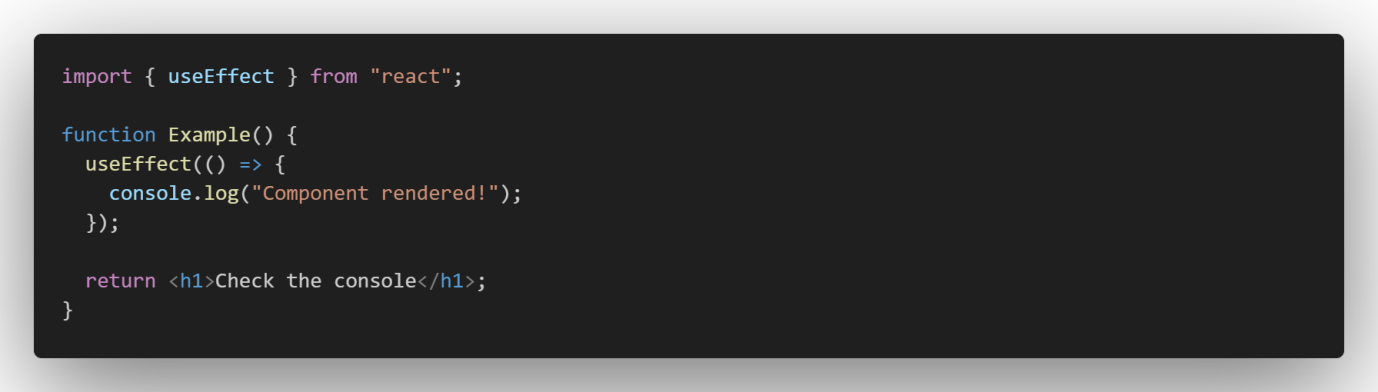 import { useEffect } from "react";

function Example() {
  useEffect(() => {
    console.log("Component rendered!");
  });

  return <h1>Check the console</h1>;
}